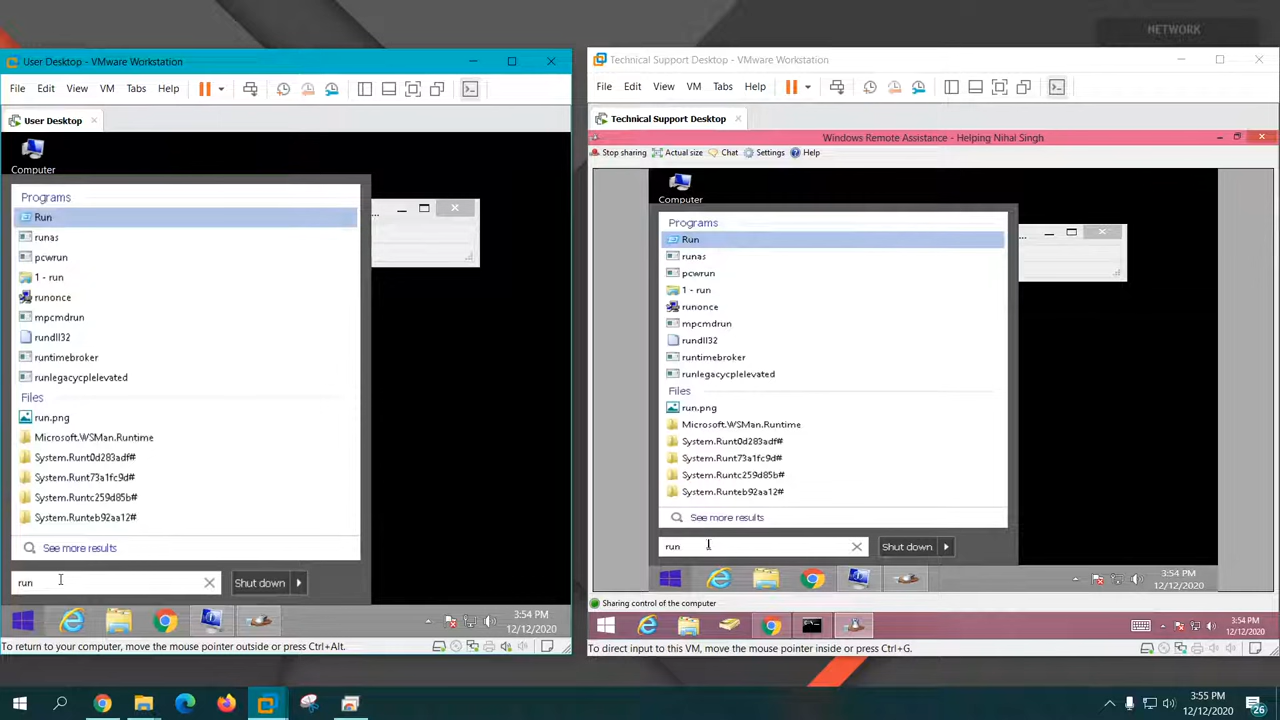 NETWORK
User Desktop - VMware Workstation
File Edit View VM Tabs Help
User Desktop
Computer
Programs
Run
runas
pcwrun
1 - run
runonce
mpcmdrun
rundll32
runtimebroker
runlegacycplelevated
Files
run.png
Microsoft.WSMan.Runtime
System.Runt0d283adf#
System.Runt73a1fc9d#
System.Runtc259d85b#
System.Runteb92aa12#
See more results
run
Shut down
...
3:54 PM
12/12/2020
To return to your computer, move the mouse pointer outside or press Ctrl+Alt.
Technical Support Desktop - VMware Workstation
File Edit View VM Tabs Help
Technical Support Desktop
Windows Remote Assistance - Helping Nihal Singh
Stop sharing Actual size Chat Settings Help
Computer
Programs
Run
runas
pcwrun
1 - run
runonce
mpcmdrun
rundll32
runtimebroker
runlegacycplelevated
Files
run.png
Microsoft.WSMan.Runtime
System.Runt0d283adf#
System.Runt73a1fc9d#
System.Runtc259d85b#
System.Runteb92aa12#
See more results
run
Shut down
...
3:54 PM
12/12/2020
Sharing control of the computer
3:54 PM
12/12/2020
To direct input to this VM, move the mouse pointer inside or press Ctrl+G.
3:55 PM
12/12/2020
26